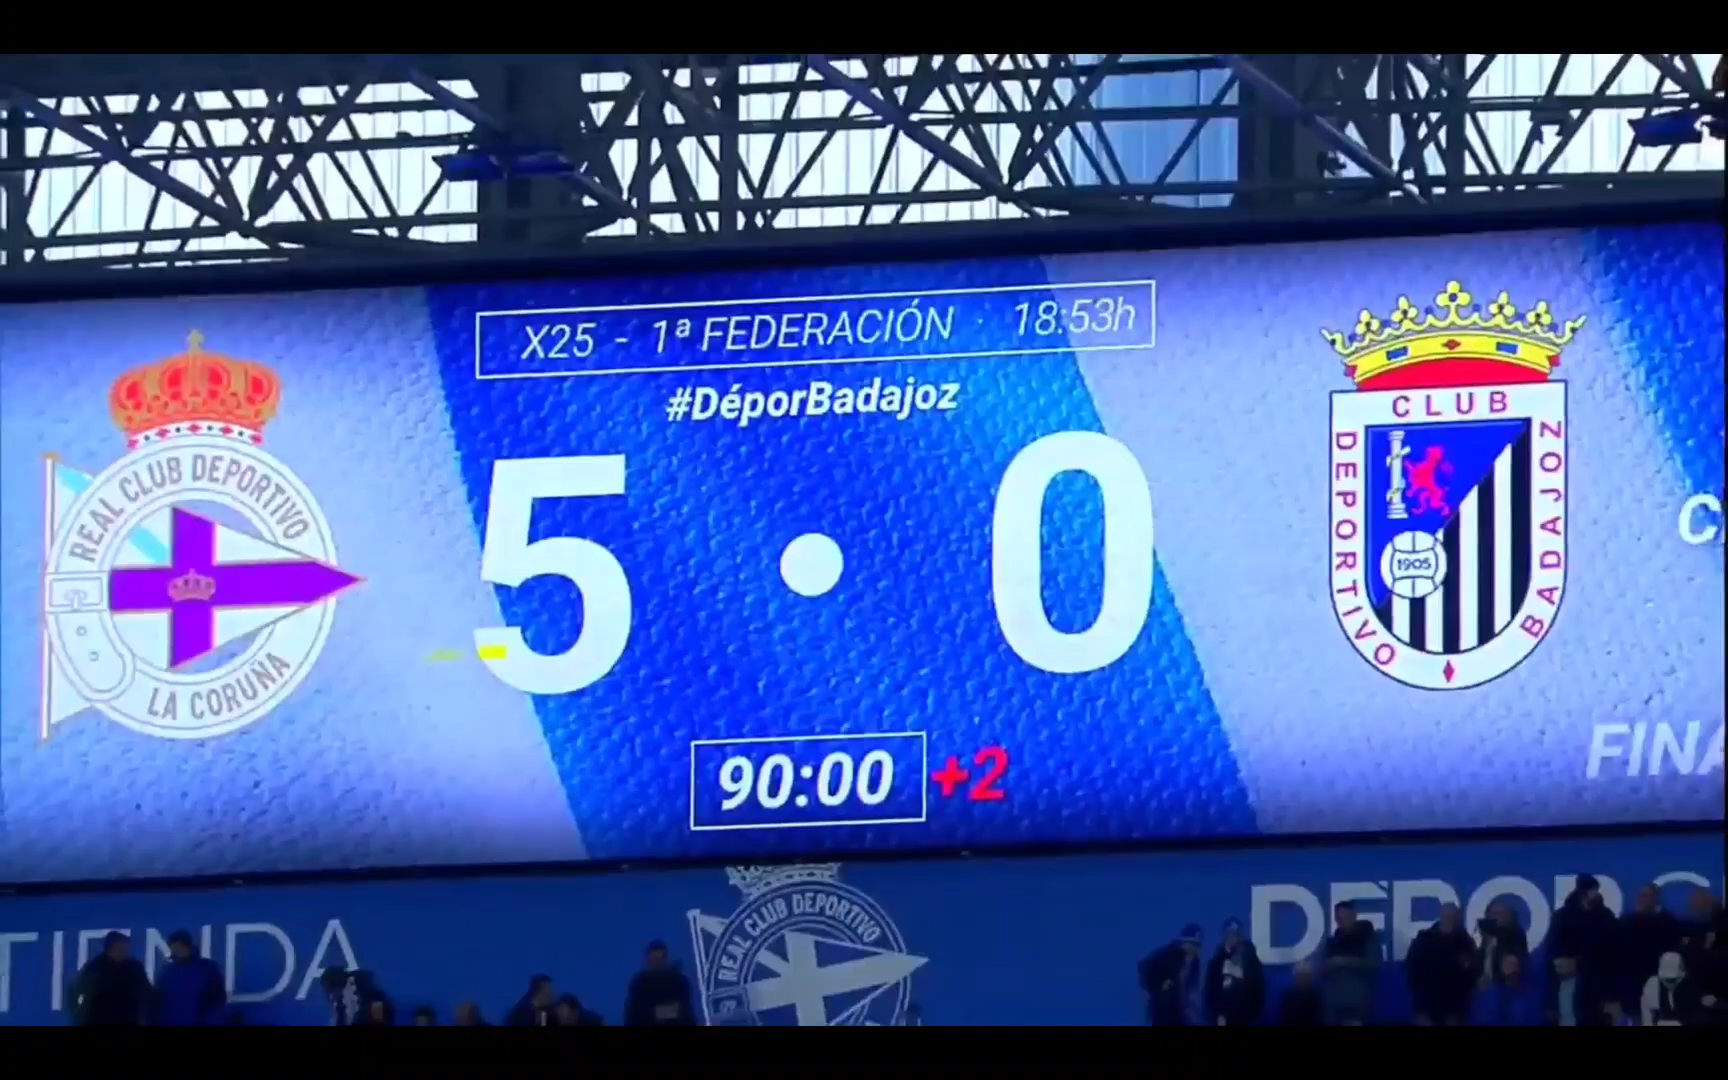 X25 - 1ª FEDERACIÓN · 18:53h
#DéporBadajoz
REAL CLUB DEPORTIVO
LA CORUÑA
5 • 0
CLUB
DEPORTIVO
BADAJOZ
1905
90:00 +2
TIENDA
REAL CLUB DEPORTIVO
DÉPOR